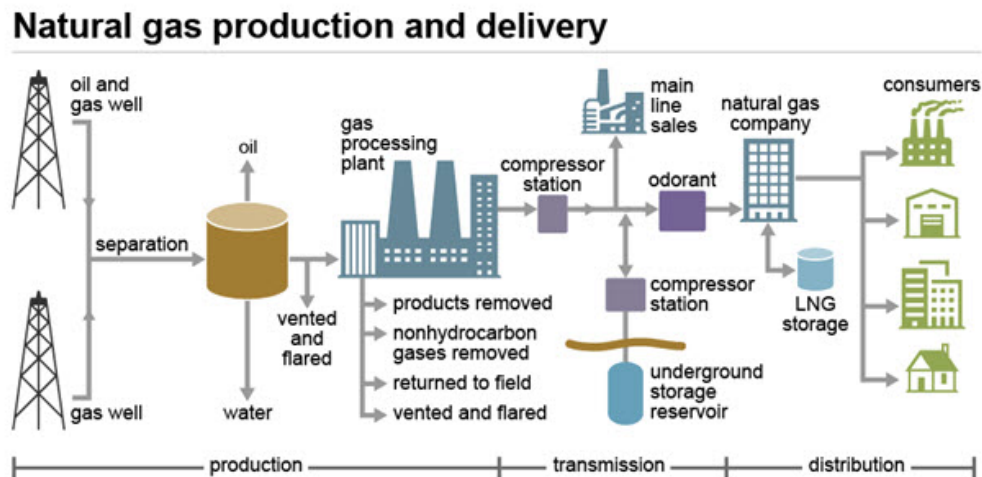 Natural gas production and delivery
oil and
gas well
oil
gas
processing
plant
compressor
station
main
line
sales
odorant
natural gas
company
consumers
separation
vented
and
flared
products removed
nonhydrocarbon
gases removed
returned to field
vented and flared
compressor
station
LNG
storage
underground
storage
reservoir
gas well
water
production
transmission
distribution